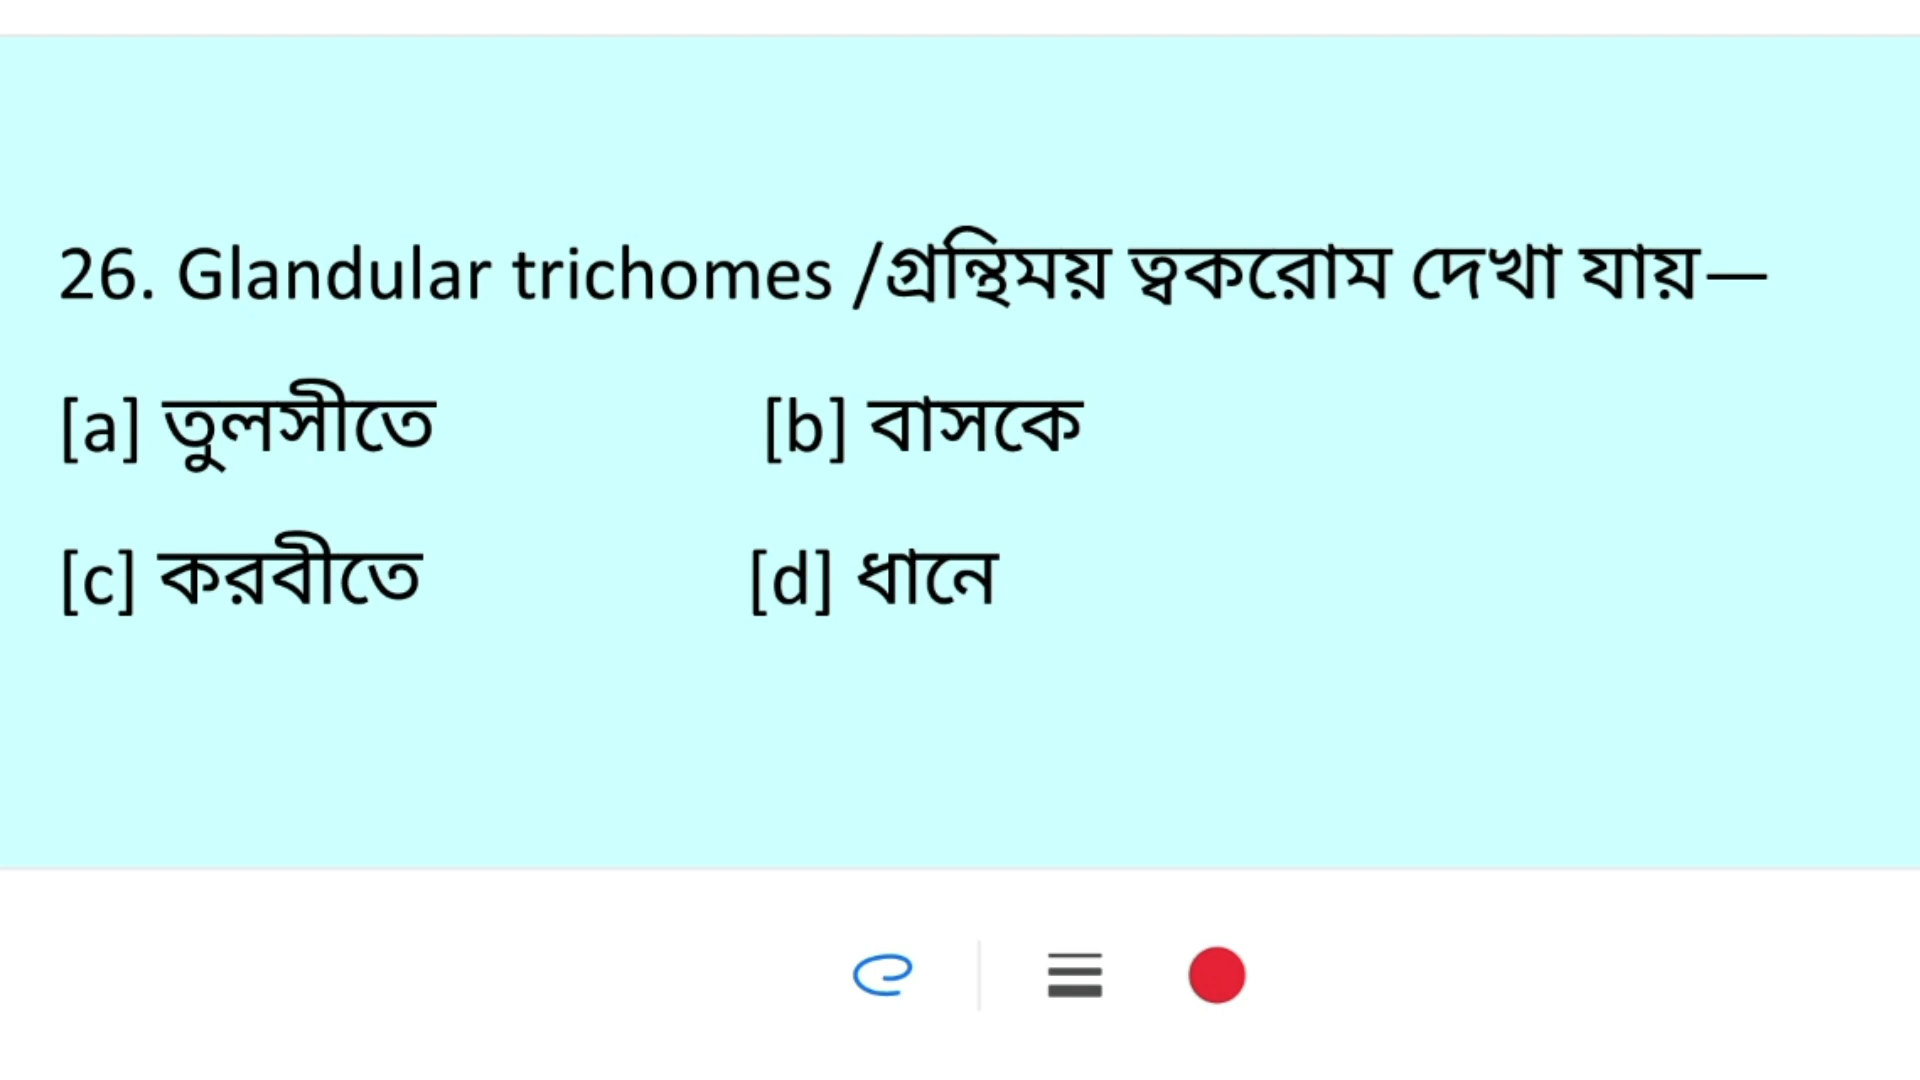 26. Glandular trichomes /গ্রন্থিময় ত্বকরোম দেখা যায়—
[a] তুলসীতে [b] বাসকে
[c] করবীতে [d] ধানে